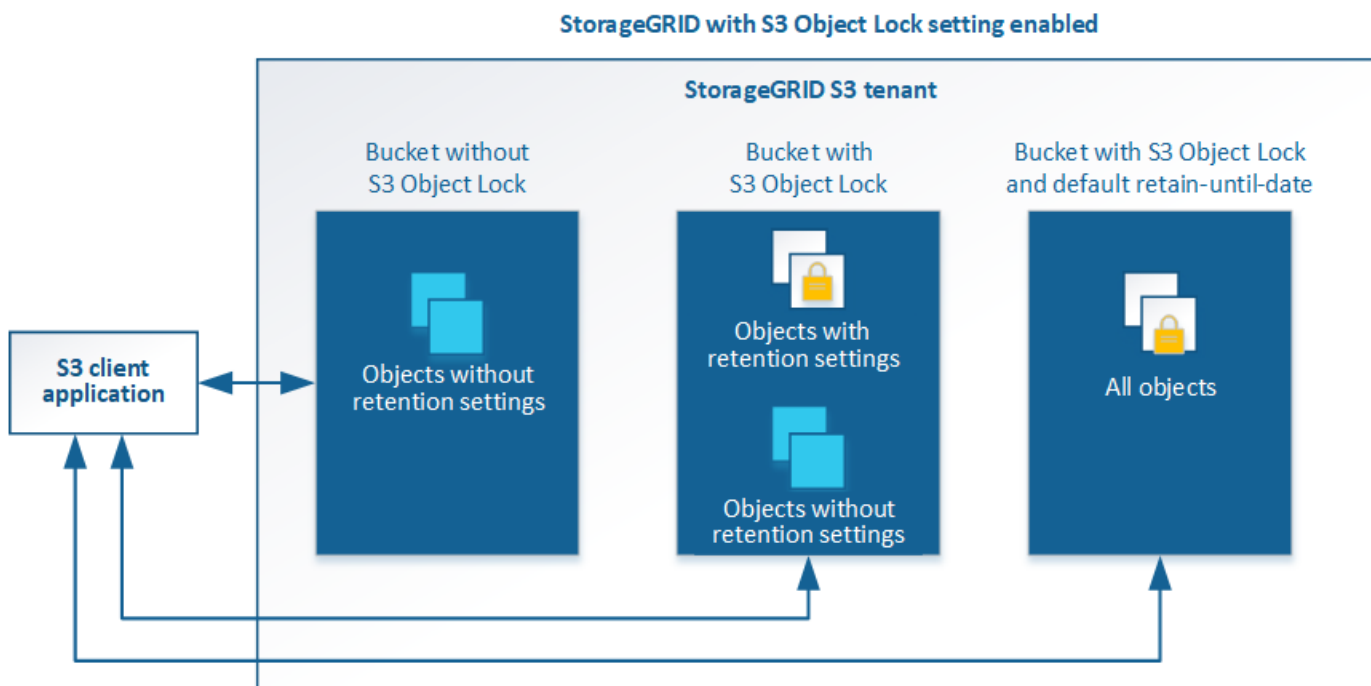 StorageGRID with S3 Object Lock setting enabled
StorageGRID S3 tenant
Bucket without
S3 Object Lock
Bucket with
S3 Object Lock
Bucket with S3 Object Lock
and default retain-until-date
S3 client
application
Objects without
retention settings
Objects with
retention settings
Objects without
retention settings
All objects